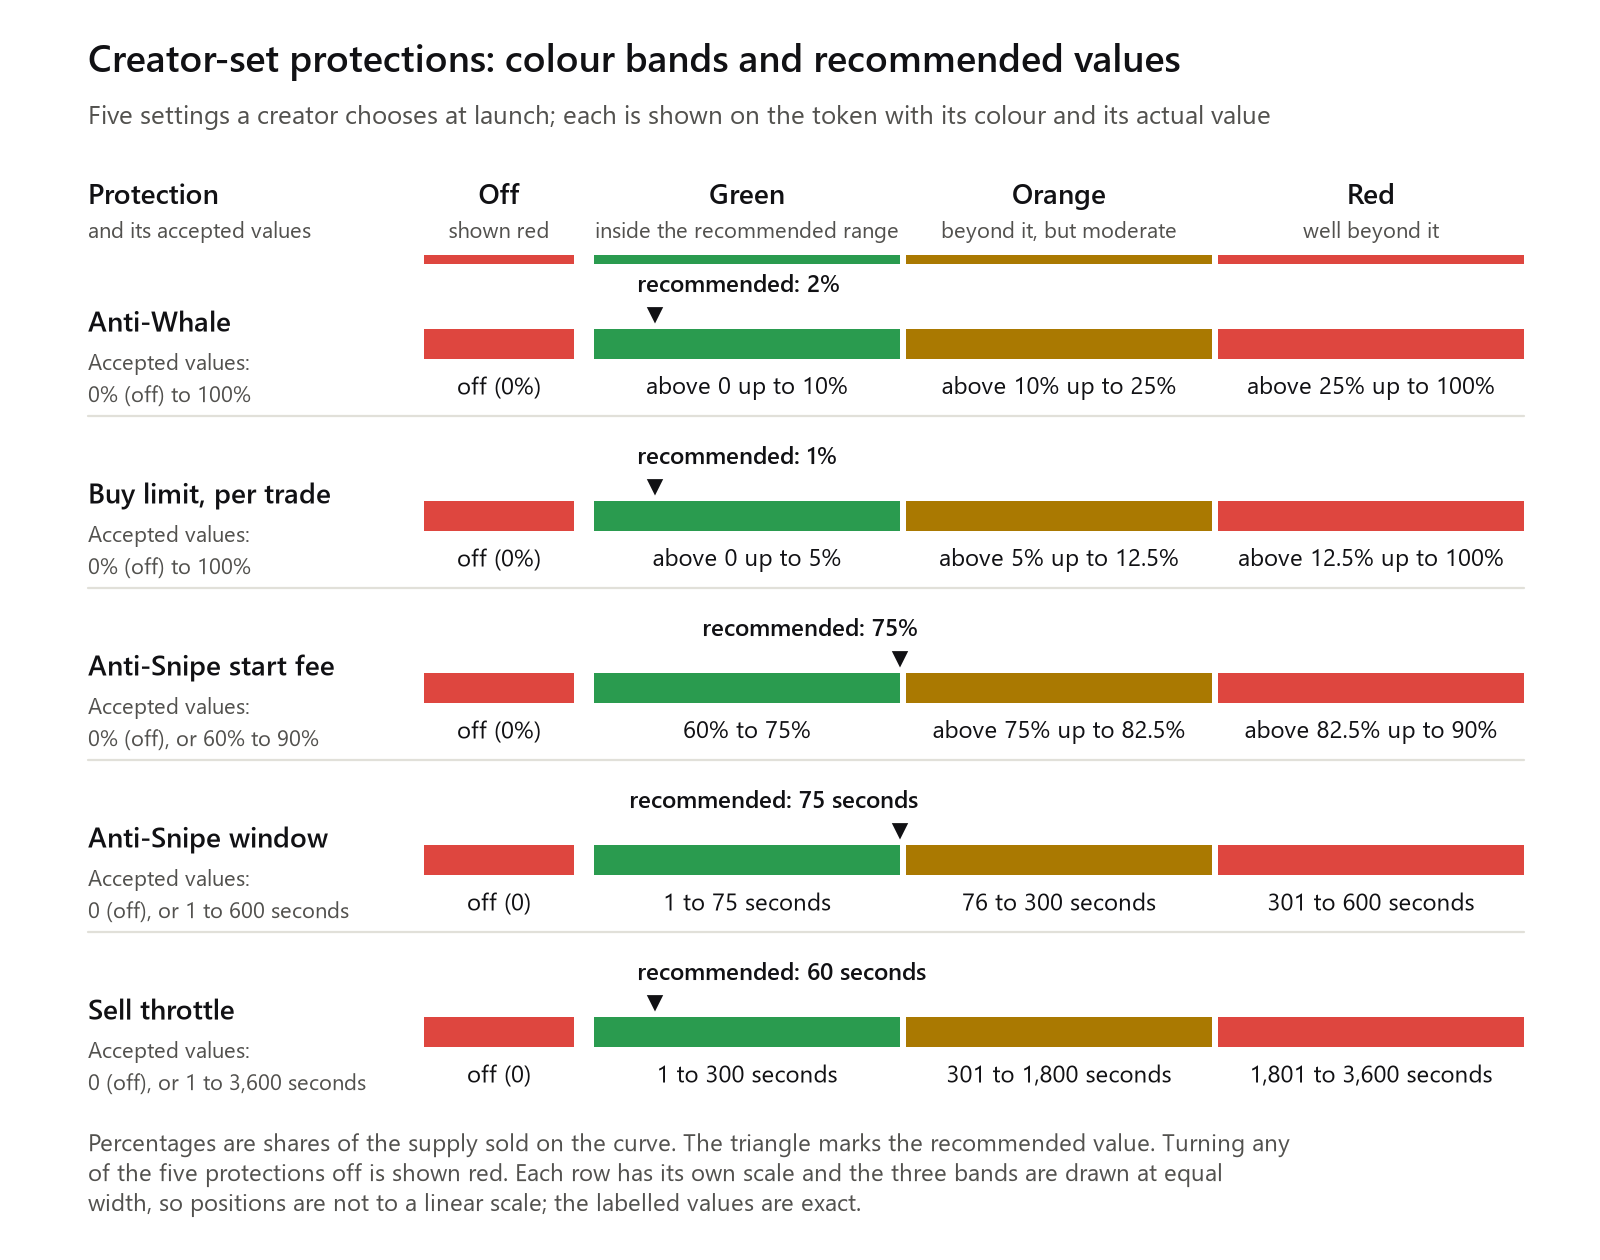 Creator-set protections: colour bands and recommended values
Five settings a creator chooses at launch; each is shown on the token with its colour and its actual value
Protection Off Green Orange Red
and its accepted values shown red inside the recommended range beyond it, but moderate well beyond it
recommended: 2%
Anti-Whale
Accepted values:
0% (off) to 100%
off (0%) above 0 up to 10% above 10% up to 25% above 25% up to 100%
recommended: 1%
Buy limit, per trade
Accepted values:
0% (off) to 100%
off (0%) above 0 up to 5% above 5% up to 12.5% above 12.5% up to 100%
recommended: 75%
Anti-Snipe start fee
Accepted values:
0% (off), or 60% to 90%
off (0%) 60% to 75% above 75% up to 82.5% above 82.5% up to 90%
recommended: 75 seconds
Anti-Snipe window
Accepted values:
0 (off), or 1 to 600 seconds
off (0) 1 to 75 seconds 76 to 300 seconds 301 to 600 seconds
recommended: 60 seconds
Sell throttle
Accepted values:
0 (off), or 1 to 3,600 seconds
off (0) 1 to 300 seconds 301 to 1,800 seconds 1,801 to 3,600 seconds
Percentages are shares of the supply sold on the curve. The triangle marks the recommended value. Turning any
of the five protections off is shown red. Each row has its own scale and the three bands are drawn at equal
width, so positions are not to a linear scale; the labelled values are exact.